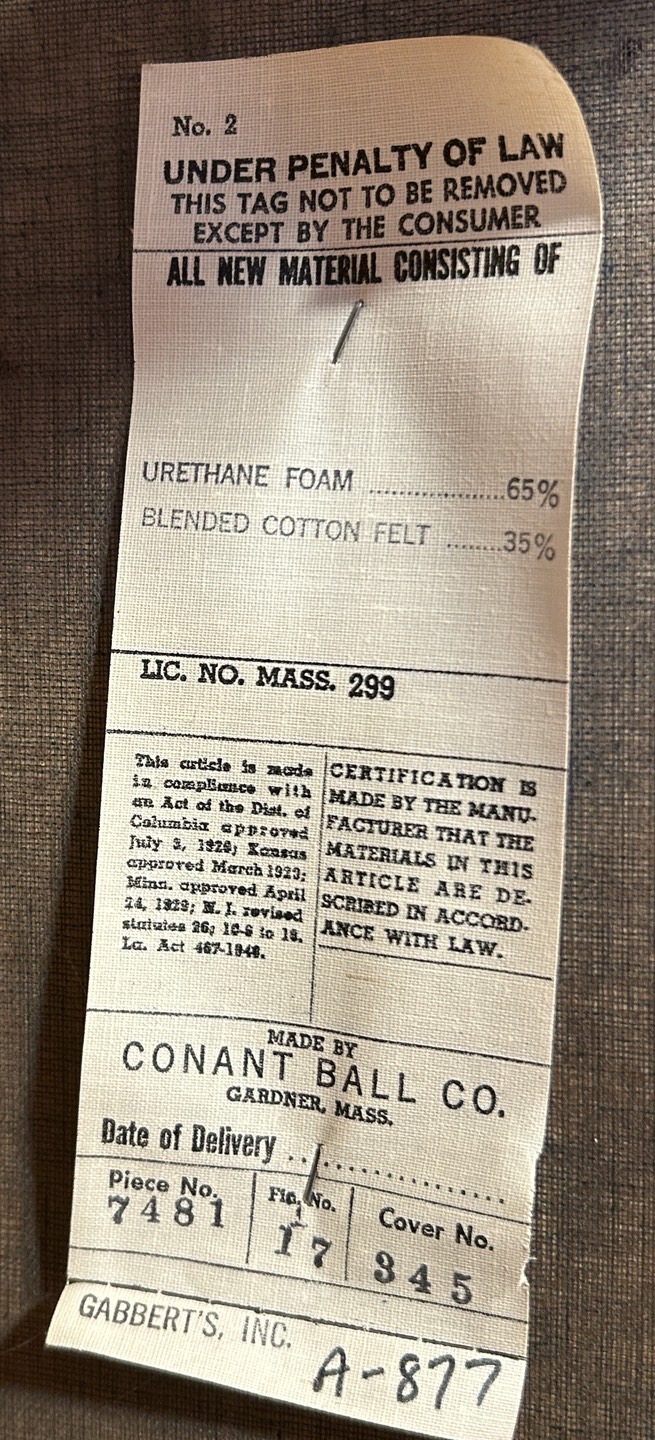 No. 2
UNDER PENALTY OF LAW
THIS TAG NOT TO BE REMOVED
EXCEPT BY THE CONSUMER
ALL NEW MATERIAL CONSISTING OF
URETHANE FOAM ..................65%
BLENDED COTTON FELT ........35%
LIC. NO. MASS. 299
This article is made
in compliance with
an Act of the Dist. of
Columbia approved
July 3, 1926; Kansas
approved March 1923;
Minn. approved April
24, 1929; N. J. revised
statutes 26; 10-6 to 18.
La. Act 467-1948.
CERTIFICATION IS
MADE BY THE MANU-
FACTURER THAT THE
MATERIALS IN THIS
ARTICLE ARE DE-
SCRIBED IN ACCORD-
ANCE WITH LAW.
MADE BY
CONANT BALL CO.
GARDNER, MASS.
Date of Delivery ....................
Piece No. Fin. No. Cover No.
7481 17 345
GABBERT'S, INC.
A-877